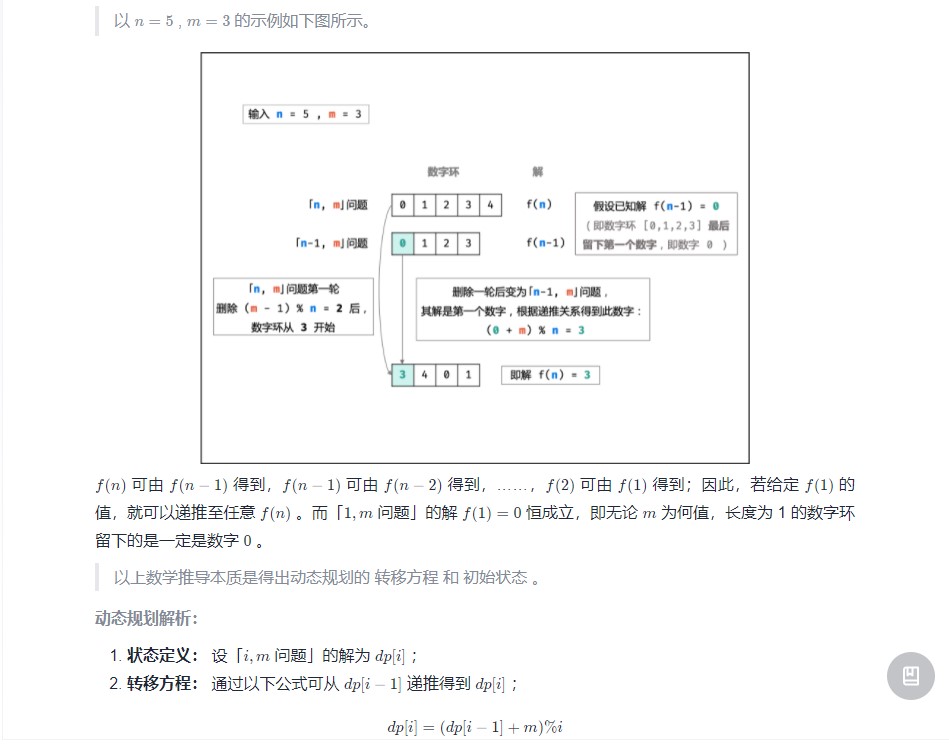 以 n = 5 , m = 3 的示例如下图所示。
输入 n = 5 , m = 3
数字环 解
「n, m」问题 0 1 2 3 4 f(n)
「n-1, m」问题 0 1 2 3 f(n-1)
假设已知解 f(n-1) = 0
( 即数字环 [0,1,2,3] 最后
留下第一个数字 , 即数字 0 )
「n, m」问题第一轮
删除 (m - 1) % n = 2 后 ,
数字环从 3 开始
删除一轮后变为「n-1, m」问题 ,
其解是第一个数字 , 根据递推关系得到此数字 :
(0 + m) % n = 3
3 4 0 1 即解 f(n) = 3
f(n) 可由 f(n − 1) 得到，f(n − 1) 可由 f(n − 2) 得到，……，f(2) 可由 f(1) 得到；因此，若给定 f(1) 的
值，就可以递推至任意 f(n) 。而「1, m 问题」的解 f(1) = 0 恒成立，即无论 m 为何值，长度为 1 的数字环
留下的是一定是数字 0 。
以上数学推导本质是得出动态规划的 转移方程 和 初始状态 。
动态规划解析：
1. 状态定义： 设「i, m 问题」的解为 dp[i] ；
2. 转移方程： 通过以下公式可从 dp[i − 1] 递推得到 dp[i] ；
dp[i] = (dp[i − 1] + m)%i